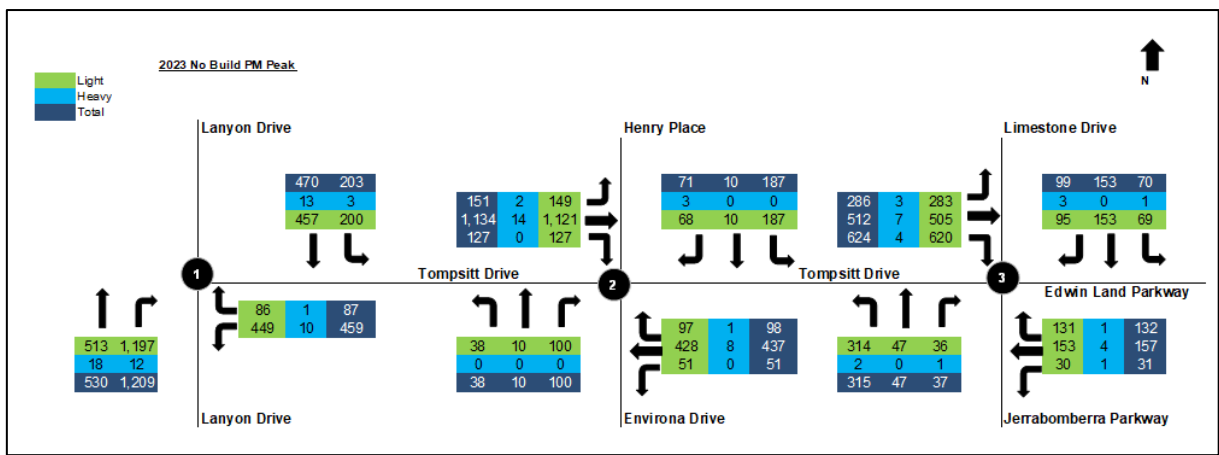 2023 No Build PM Peak
Light
Heavy
Total
N
Lanyon Drive
Henry Place
Limestone Drive
470 203
13 3
457 200
151 2 149
1,134 14 1,121
127 0 127
71 10 187
3 0 0
68 10 187
286 3 283
512 7 505
624 4 620
99 153 70
3 0 1
95 153 69
1
Tompsitt Drive
2
Tompsitt Drive
3
Edwin Land Parkway
86 1 87
449 10 459
513 1,197
18 12
530 1,209
38 10 100
0 0 0
38 10 100
97 1 98
428 8 437
51 0 51
314 47 36
2 0 1
315 47 37
131 1 132
153 4 157
30 1 31
Lanyon Drive
Environa Drive
Jerrabomberra Parkway